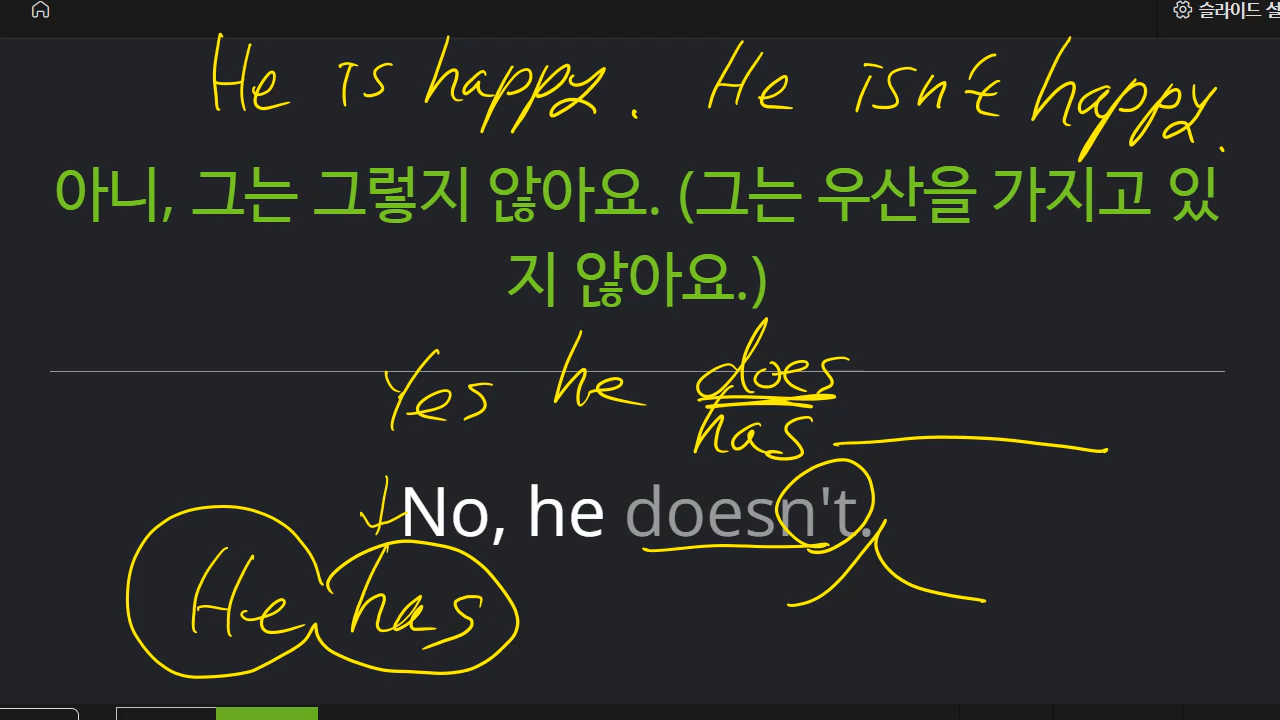 슬라이드 설
He is happy. He isn't happy.
아니, 그는 그렇지 않아요. (그는 우산을 가지고 있
지 않아요.)
Yes he does
has
No, he doesn't.
He has